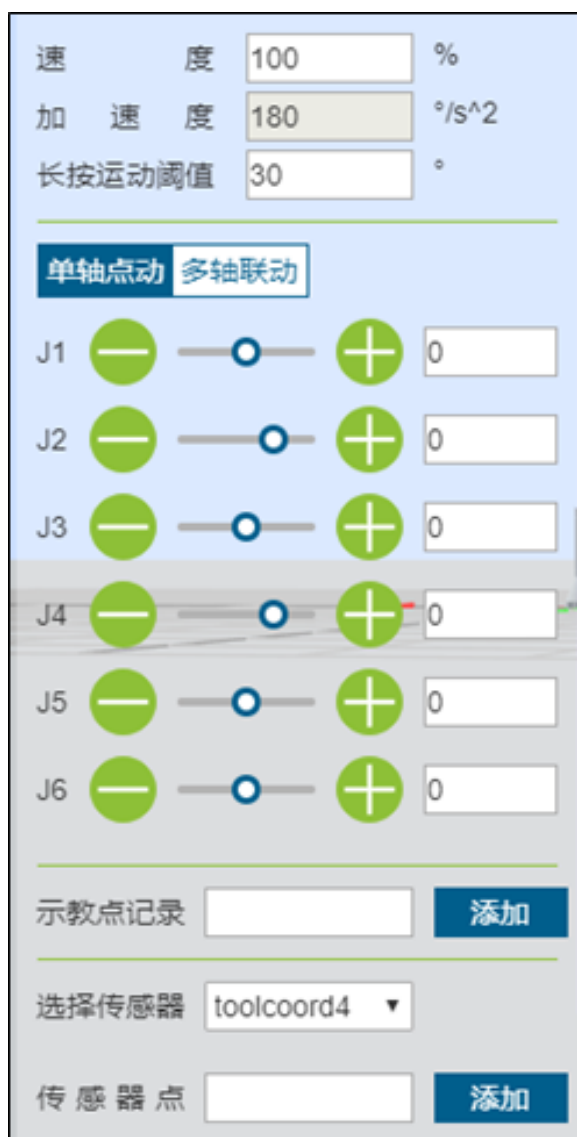 速度 100 %
加速度 180 °/s^2
长按运动阈值 30 °
单轴点动 多轴联动
J1 0
J2 0
J3 0
J4 0
J5 0
J6 0
示教点记录 添加
选择传感器 toolcoord4
传感器点 添加